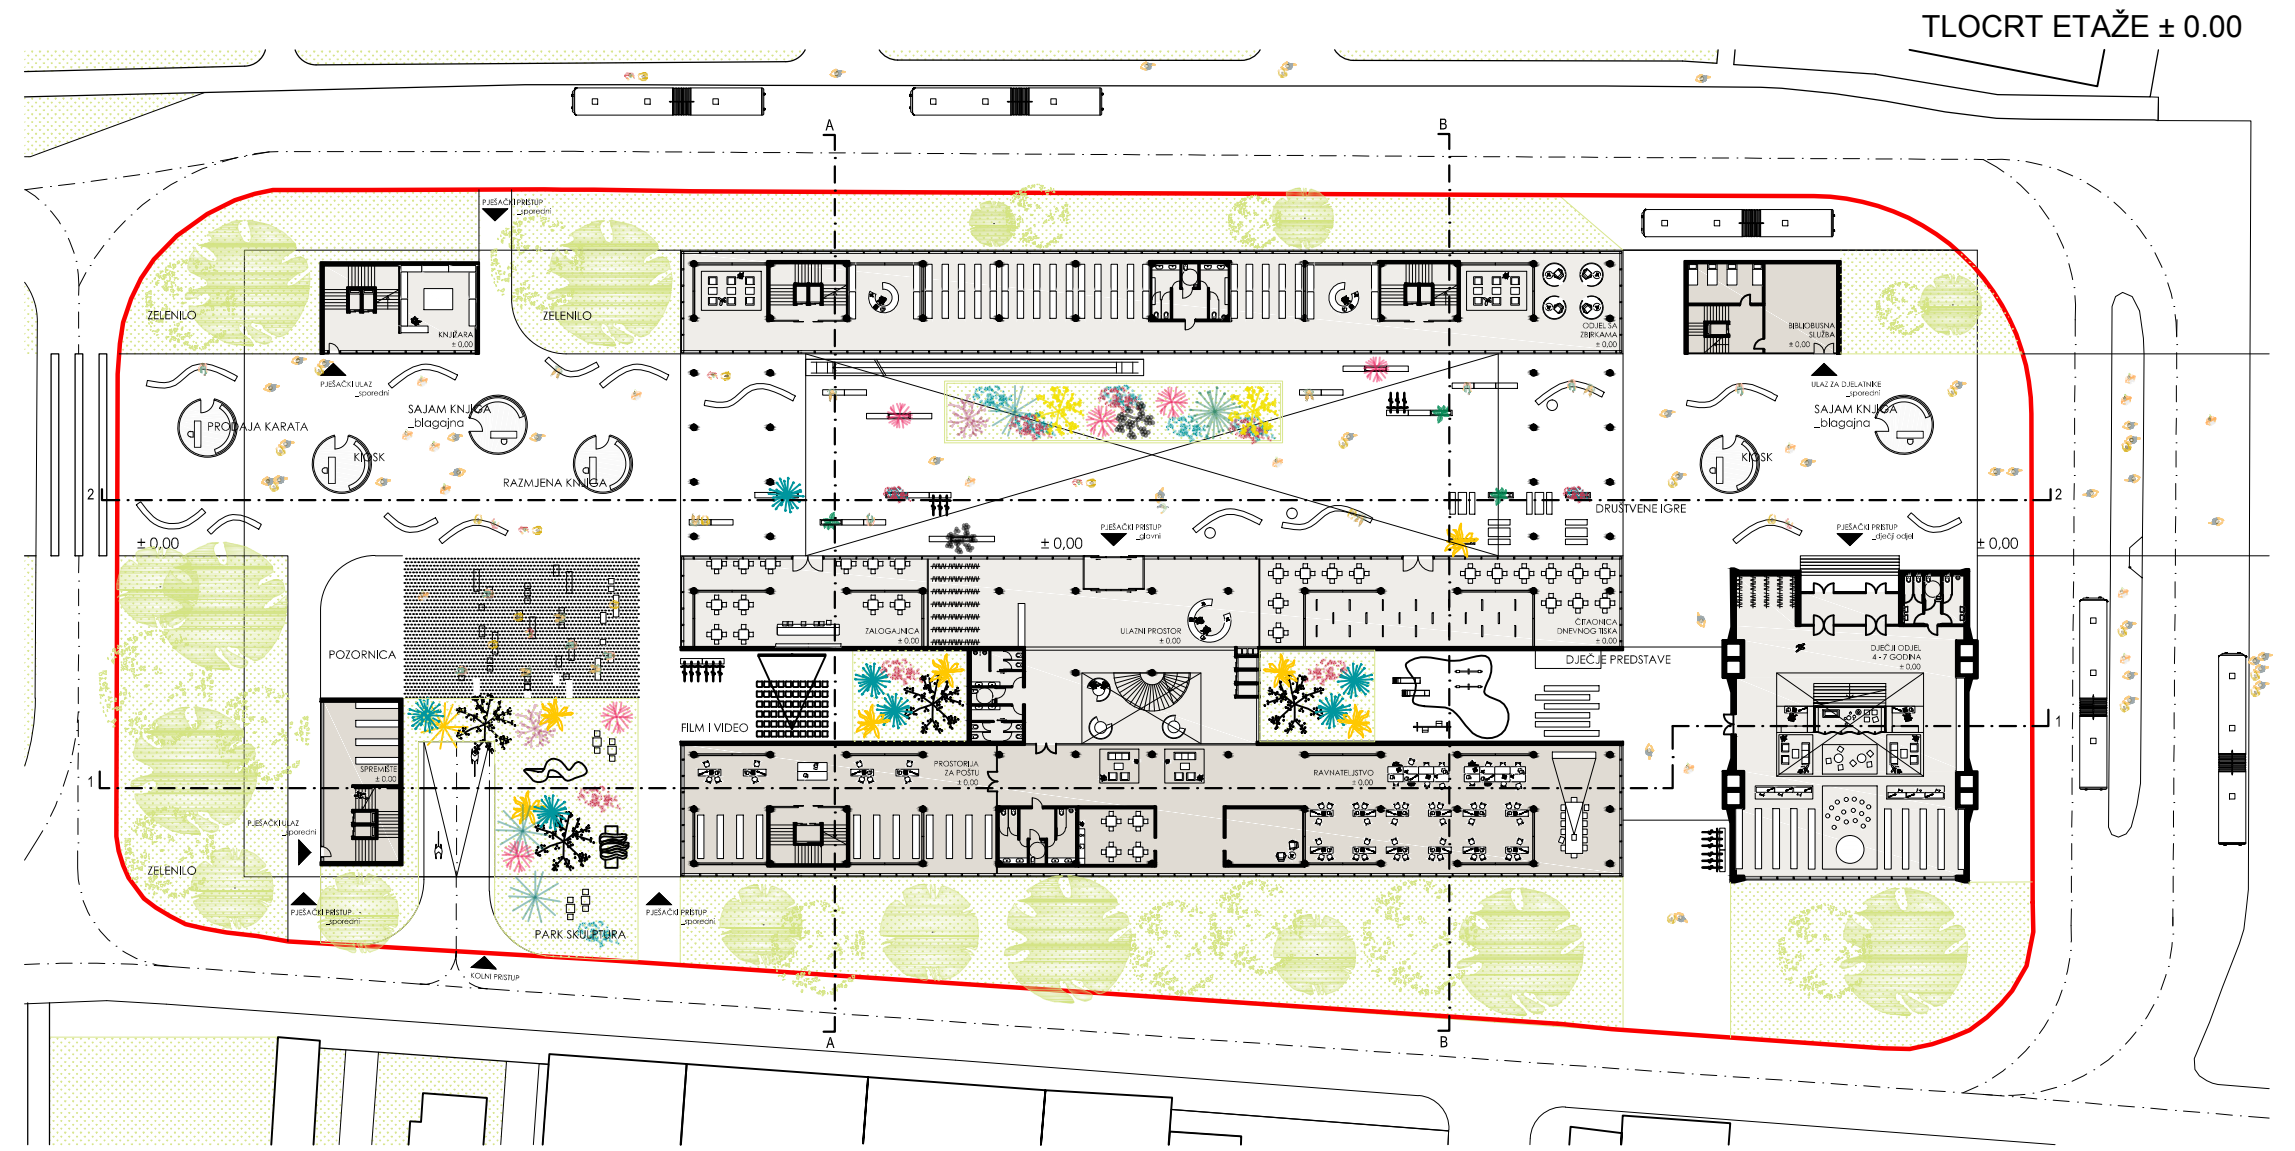 TLOCRT ETAŽE ± 0.00
A
B
PJEŠAČKI PRISTUP
_sporedni
ZELENILO
ZELENILO
KNJIŽARA
± 0,00
ODJEL SA
ZBIRKAMA
± 0,00
BIBLIOBUSNA
SLUŽBA
± 0,00
PJEŠAČKI ULAZ
_sporedni
ULAZ ZA DJELATNIKE
_sporedni
SAJAM KNJIGA
_blagajna
SAJAM KNJIGA
_blagajna
PRODAJA KARATA
KIOSK
KIOSK
RAZMJENA KNJIGA
2
2
DRUŠTVENE IGRE
PJEŠAČKI PRISTUP
_glavni
PJEŠAČKI PRISTUP
_dječji odjel
± 0,00
± 0,00
± 0,00
ZALOGAJNICA
± 0,00
ULAZNI PROSTOR
± 0,00
ČITAONICA
DNEVNOG TISKA
± 0,00
POZORNICA
DJEČJE PREDSTAVE
DJEČJI ODJEL
4 - 7 GODINA
± 0,00
FILM I VIDEO
1
1
SPREMIŠTE
± 0,00
PROSTORIJA
ZA POŠTU
± 0,00
RAVNATELJSTVO
± 0,00
PJEŠAČKI ULAZ
_sporedni
ZELENILO
PJEŠAČKI PRISTUP
_sporedni
PJEŠAČKI PRISTUP
_sporedni
PARK SKULPTURA
KOLNI PRISTUP
A
B